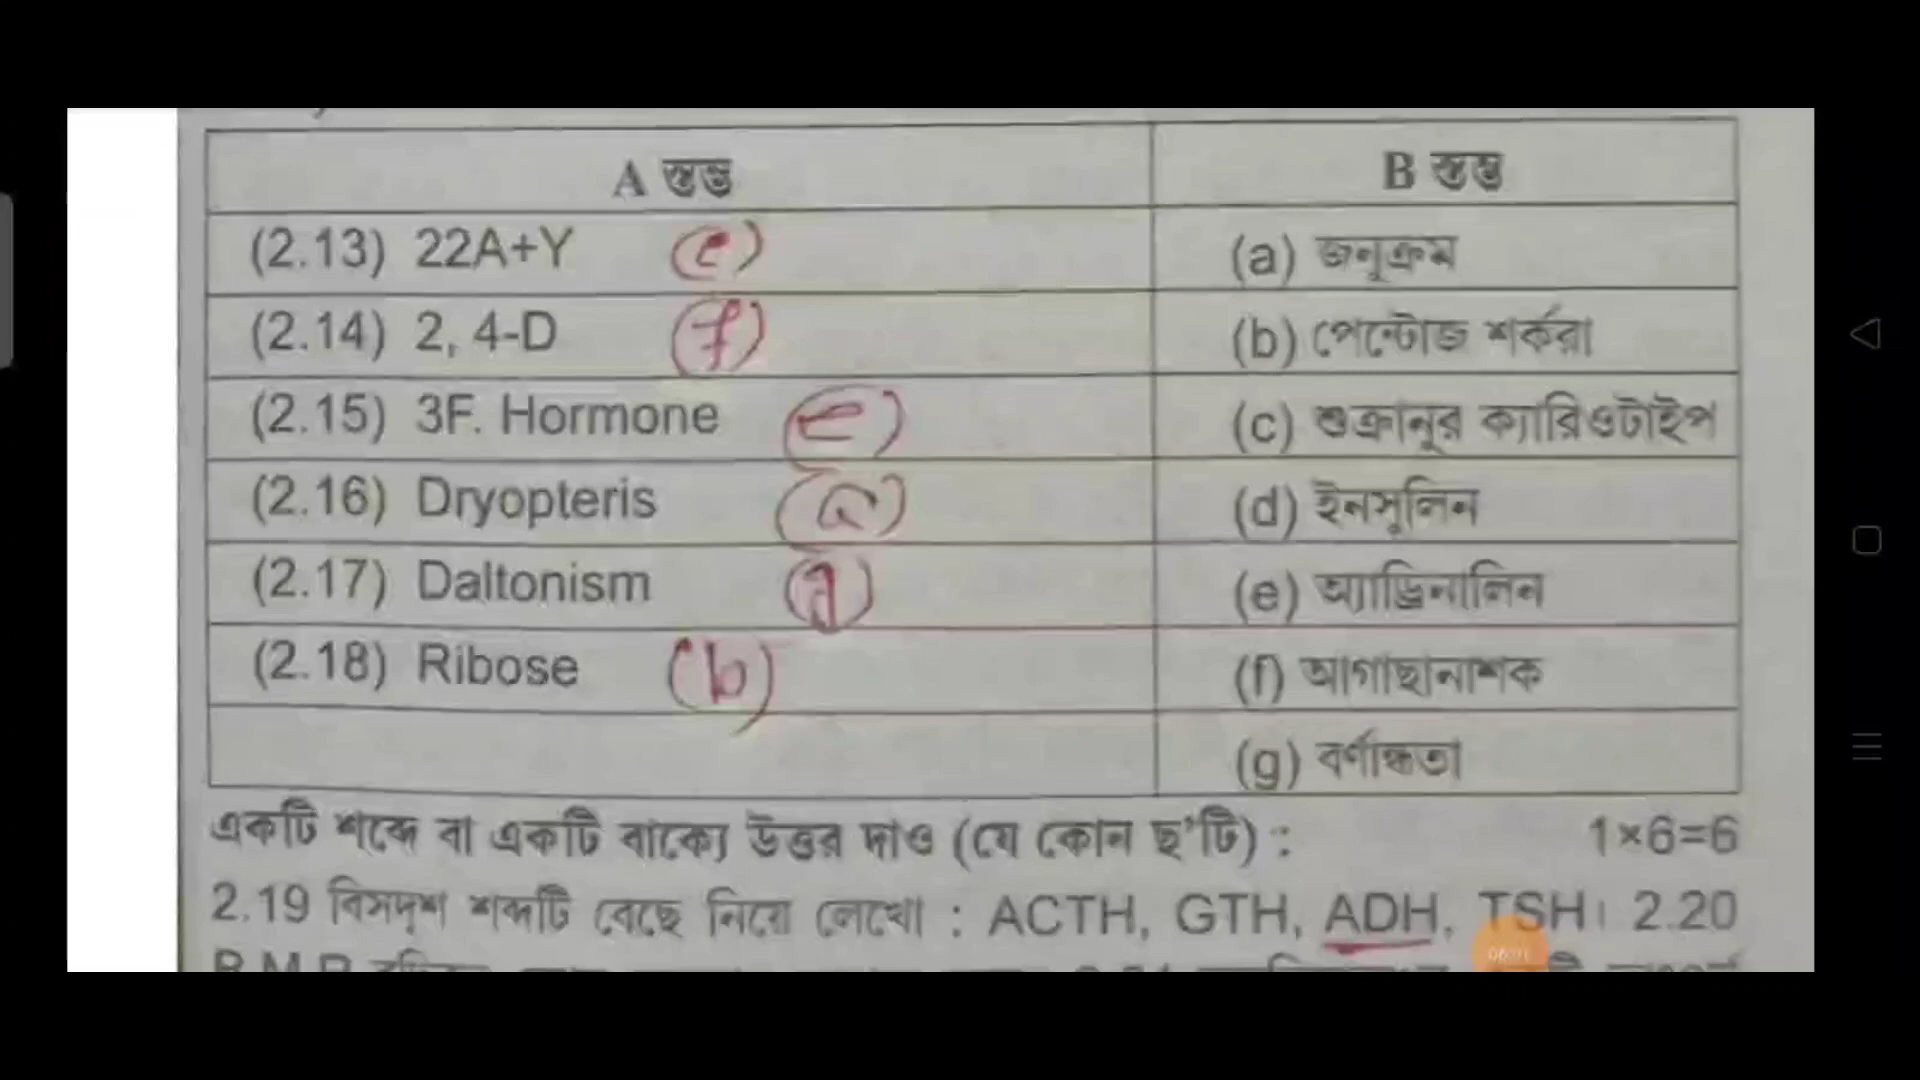 A স্তম্ভ B স্তম্ভ
(2.13) 22A+Y (c) (a) জনুক্রম
(2.14) 2, 4-D (f) (b) পেন্টোজ শর্করা
(2.15) 3F. Hormone (e) (c) শুক্রানুর ক্যারিওটাইপ
(2.16) Dryopteris (a) (d) ইনসুলিন
(2.17) Daltonism (e) অ্যাড্রিনালিন
(2.18) Ribose (b) (f) আগাছানাশক
(g) বর্ণান্ধতা
একটি শব্দে বা একটি বাক্যে উত্তর দাও (যে কোন ছ'টি) : 1×6=6
2.19 বিসদৃশ শব্দটি বেছে নিয়ে লেখো : ACTH, GTH, ADH, TSH। 2.20